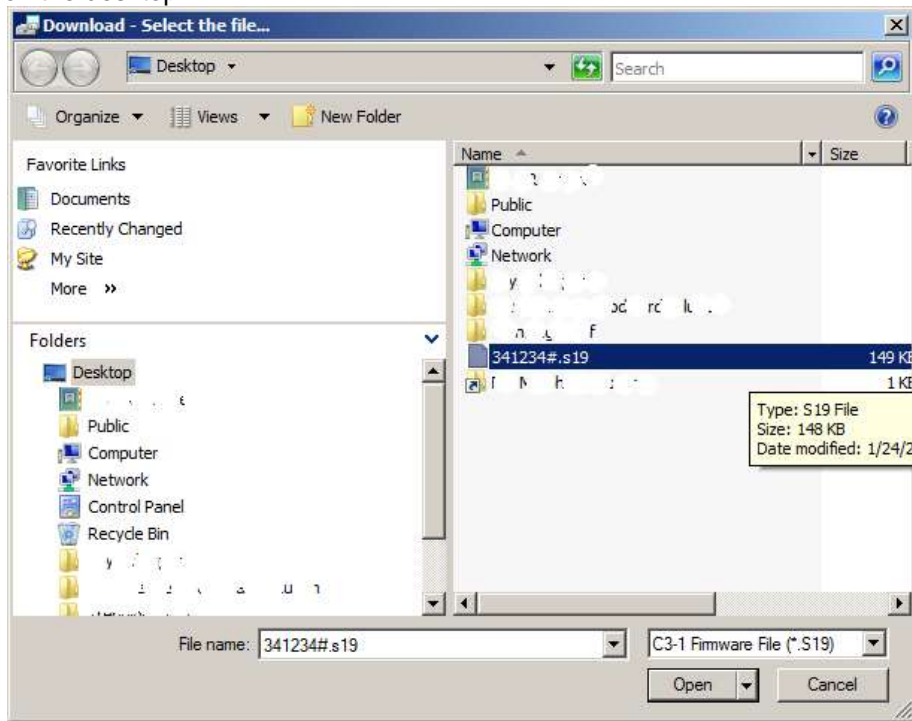 Download - Select the file...
Desktop
Search
Organize
Views
New Folder
Favorite Links
Documents
Recently Changed
My Site
More »
Folders
Desktop
Public
Computer
Network
Control Panel
Recycle Bin
Name
Size
Public
Computer
Network
341234#.s19 149 KB
1 KB
Type: S19 File
Size: 148 KB
Date modified: 1/24/2
File name: 341234#.s19
C3-1 Firmware File (*.S19)
Open
Cancel